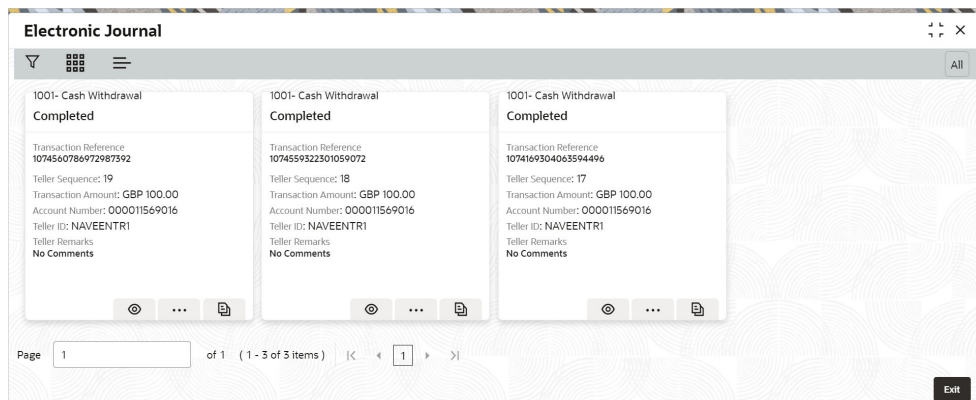 Electronic Journal
All
1001- Cash Withdrawal
Completed
Transaction Reference
1074560786972987392
Teller Sequence: 19
Transaction Amount: GBP 100.00
Account Number: 000011569016
Teller ID: NAVEENTR1
Teller Remarks
No Comments
1001- Cash Withdrawal
Completed
Transaction Reference
1074559322301059072
Teller Sequence: 18
Transaction Amount: GBP 100.00
Account Number: 000011569016
Teller ID: NAVEENTR1
Teller Remarks
No Comments
1001- Cash Withdrawal
Completed
Transaction Reference
1074169304063594496
Teller Sequence: 17
Transaction Amount: GBP 100.00
Account Number: 000011569016
Teller ID: NAVEENTR1
Teller Remarks
No Comments
Page 1 of 1 ( 1 - 3 of 3 items ) 1
Exit